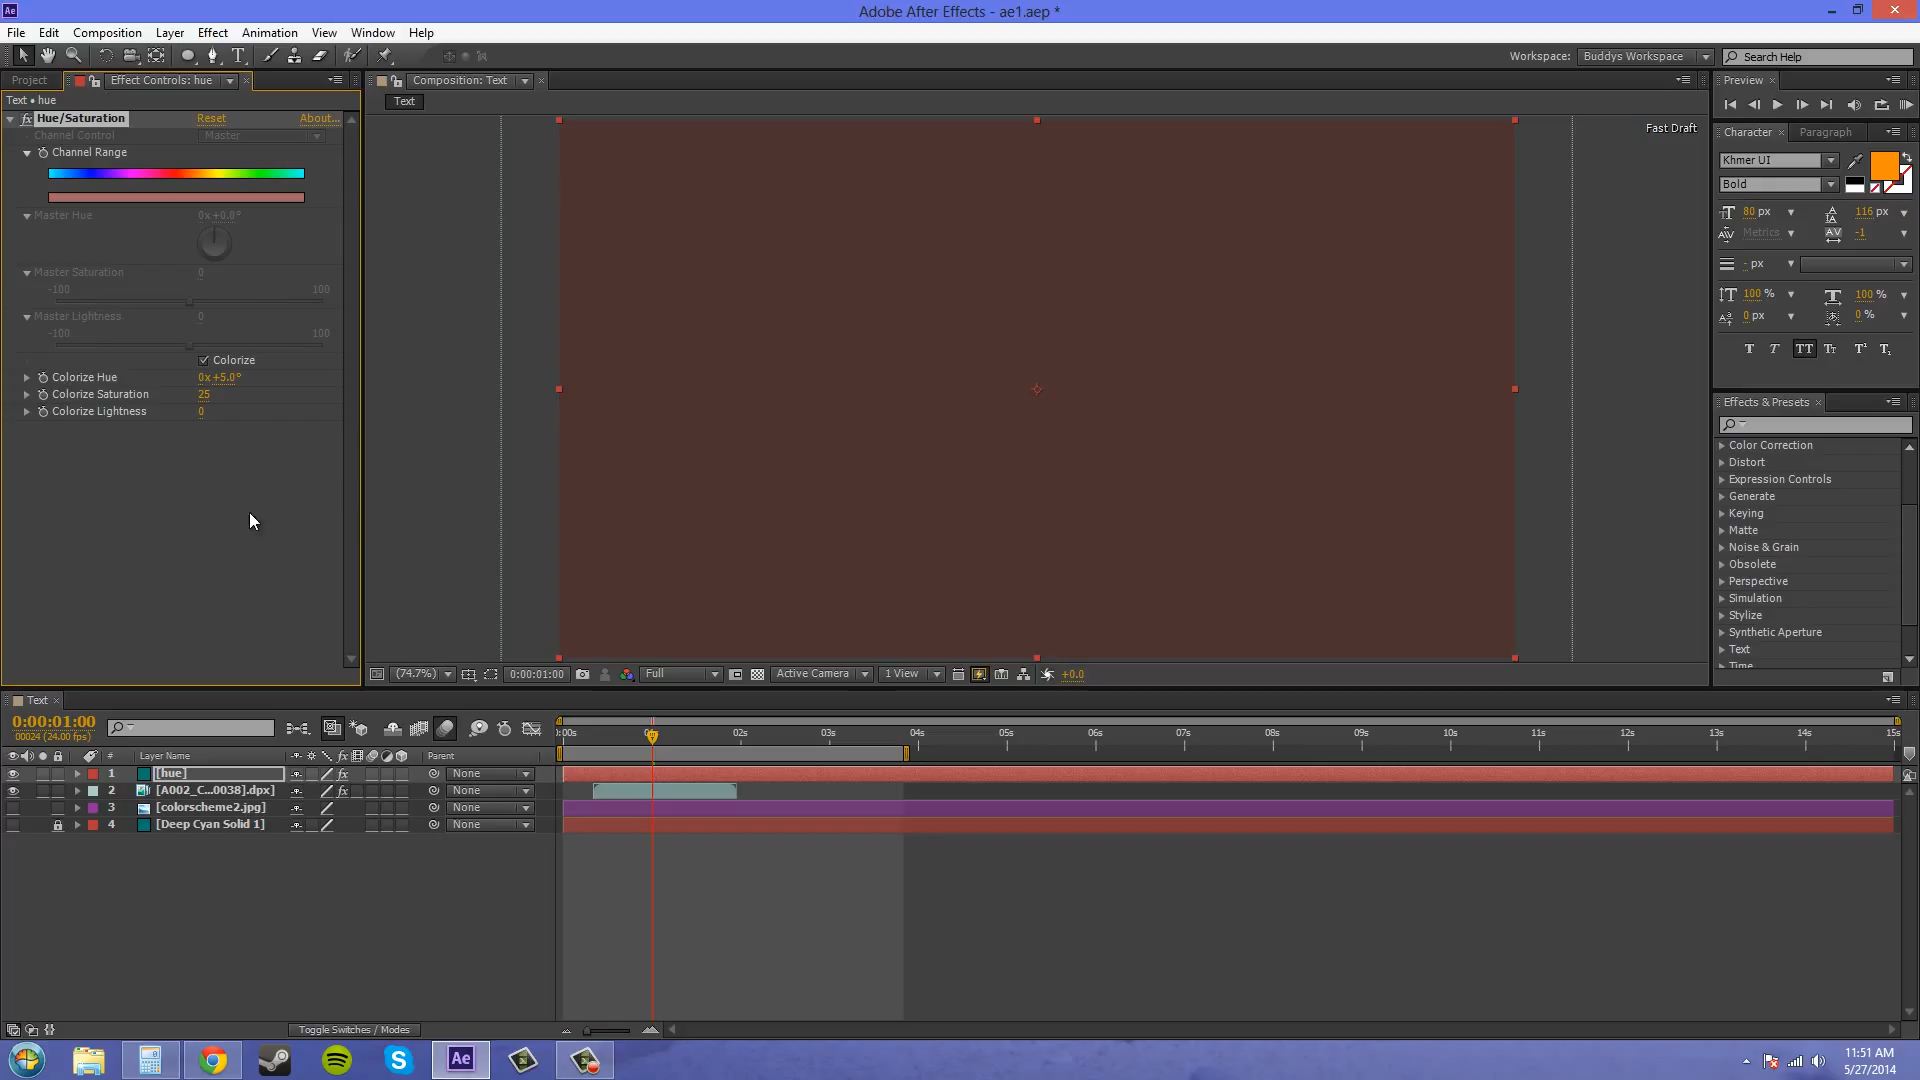 Ae
Adobe After Effects - ae1.aep *
File Edit Composition Layer Effect Animation View Window Help
Workspace: Buddys Workspace Search Help
Project Effect Controls: hue
Composition: Text
Preview
Text • hue
Text
Hue/Saturation Reset About...
Channel Control Master
Channel Range
Master Hue 0x +0.0°
Master Saturation 0
-100 100
Master Lightness 0
-100 100
Colorize
Colorize Hue 0x +5.0°
Colorize Saturation 25
Colorize Lightness 0
Fast Draft
Character Paragraph
Khmer UI
Bold
80 px 116 px
Metrics -1
- px
100 % 100 %
0 px 0 %
T T TT Tt T¹ T₁
Effects & Presets
Color Correction
Distort
Expression Controls
Generate
Keying
Matte
Noise & Grain
Obsolete
Perspective
Simulation
Stylize
Synthetic Aperture
Text
Time
(74.7%) 0:00:01:00 Full Active Camera 1 View +0.0
Text
0:00:01:00
00024 (24.00 fps)
:00s 02s 03s 04s 05s 06s 07s 08s 09s 10s 11s 12s 13s 14s 15s
# Layer Name fx Parent
1 [hue] fx None
2 [A002_C...0038].dpx] fx None
3 [colorscheme2.jpg] None
4 [Deep Cyan Solid 1] None
Toggle Switches / Modes
Ae
11:51 AM
5/27/2014